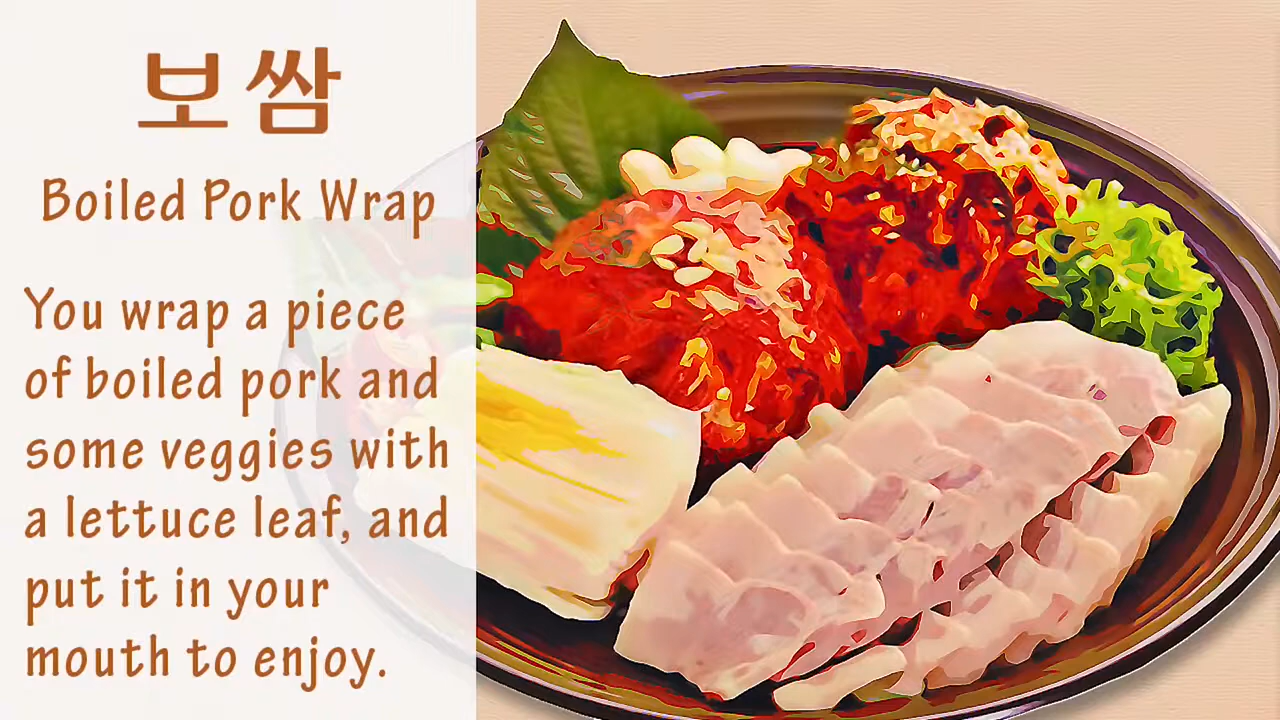 보쌈
Boiled Pork Wrap
You wrap a piece
of boiled pork and
some veggies with
a lettuce leaf, and
put it in your
mouth to enjoy.